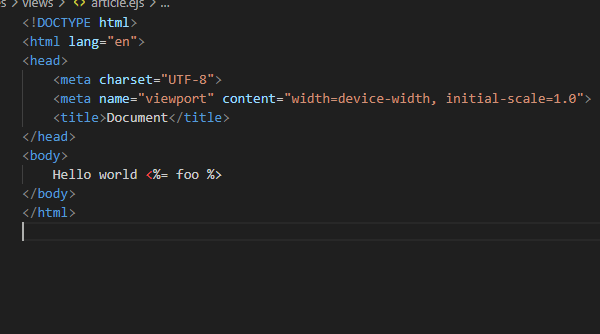 views > <> article.ejs > ...
<!DOCTYPE html>
<html lang="en">
<head>
    <meta charset="UTF-8">
    <meta name="viewport" content="width=device-width, initial-scale=1.0">
    <title>Document</title>
</head>
<body>
    Hello world <%= foo %>
</body>
</html>